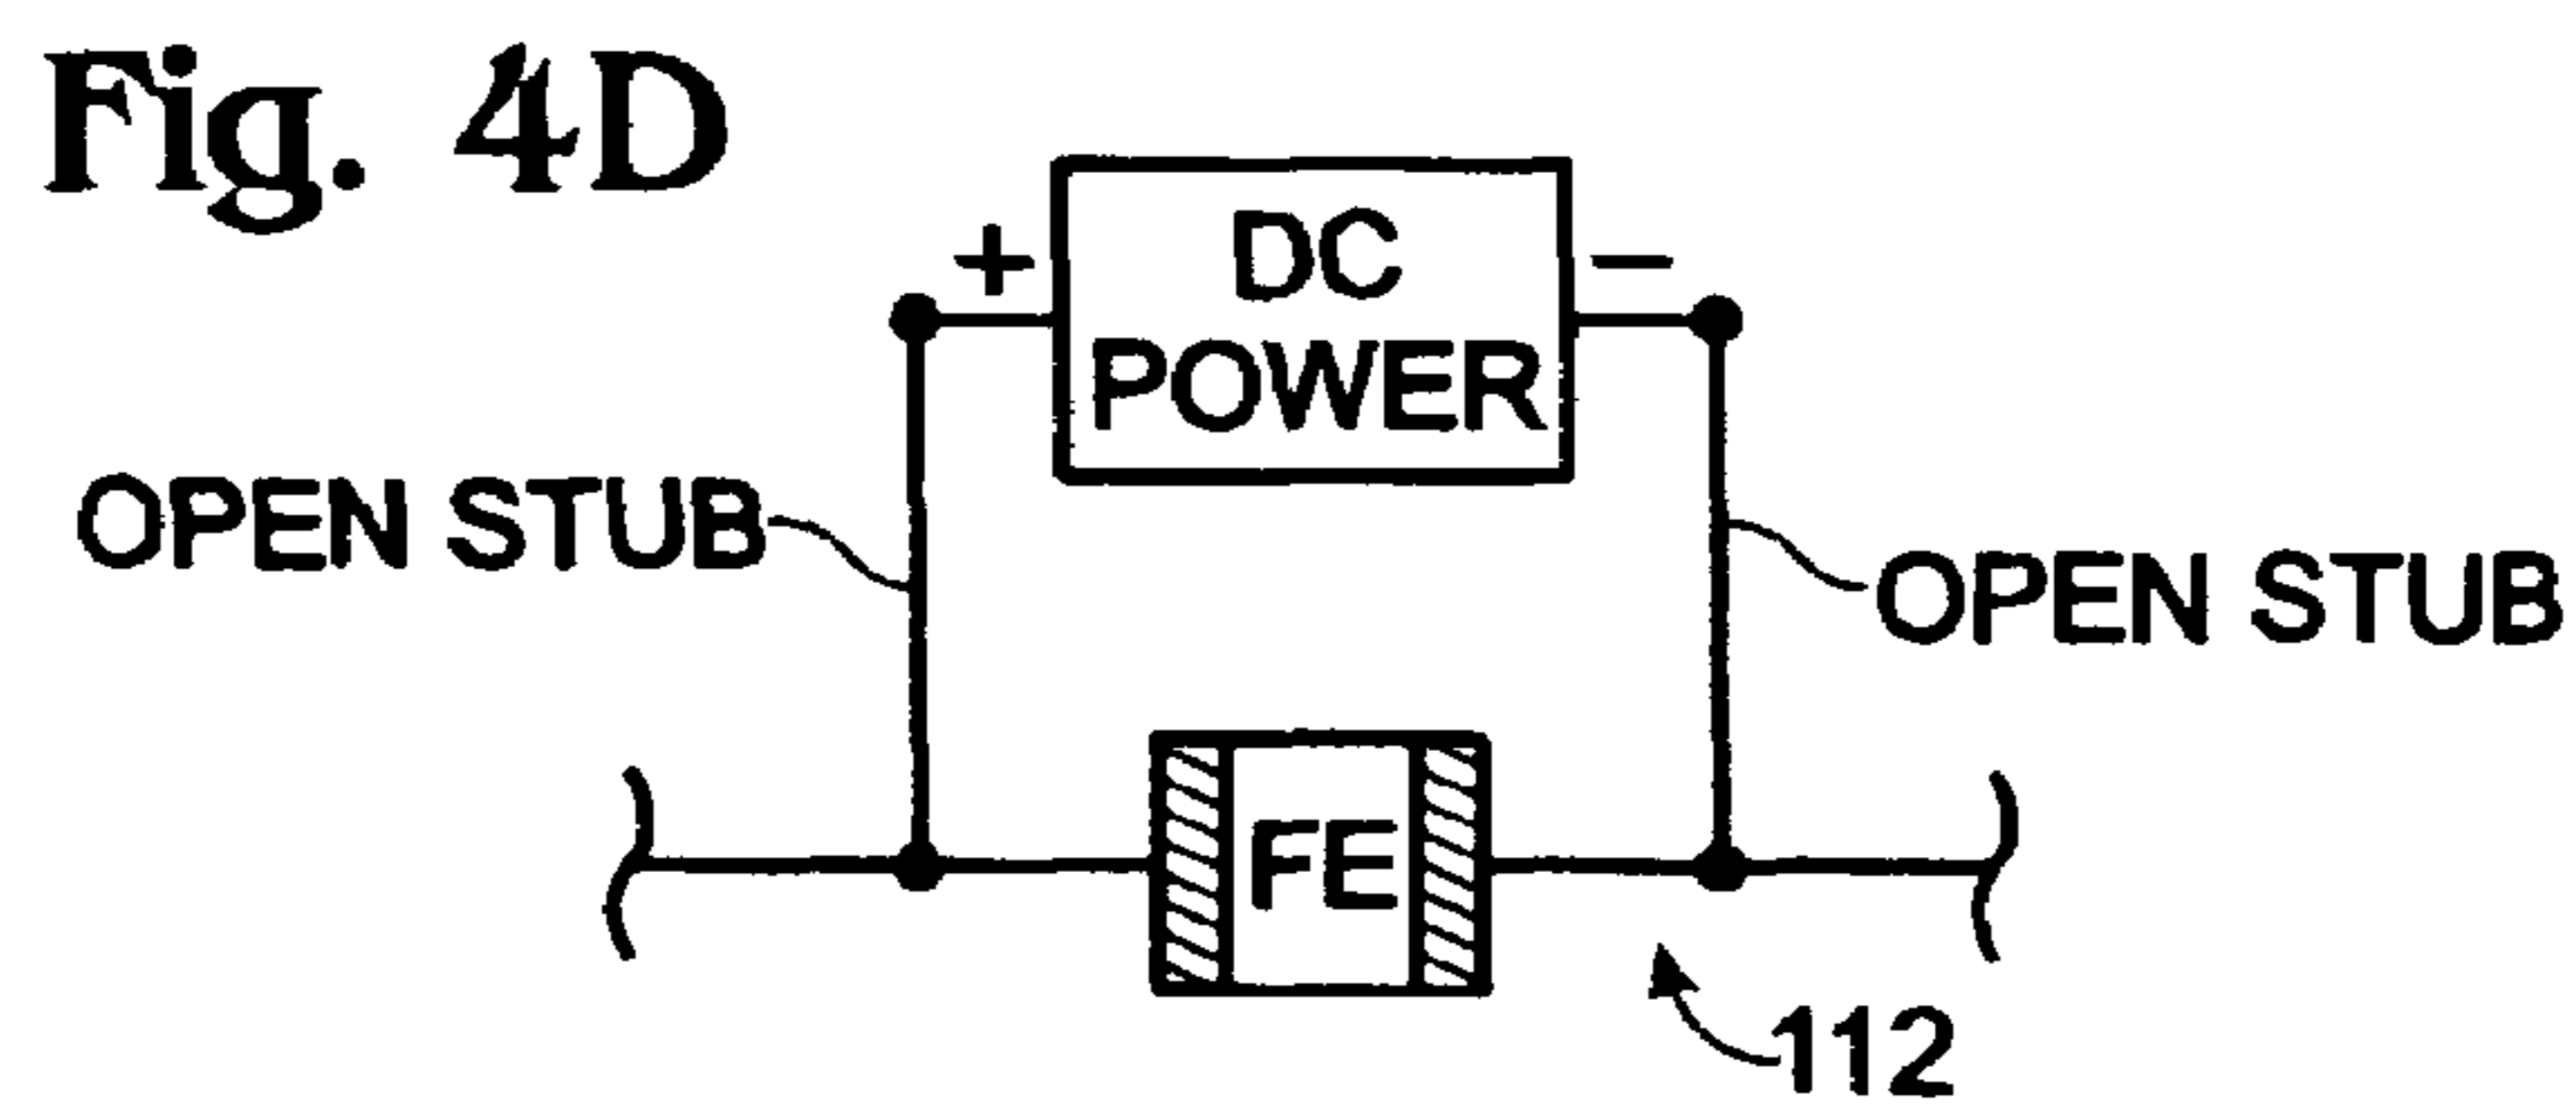 Fig. 4D
+ DC −
POWER
OPEN STUB
OPEN STUB
FE
112